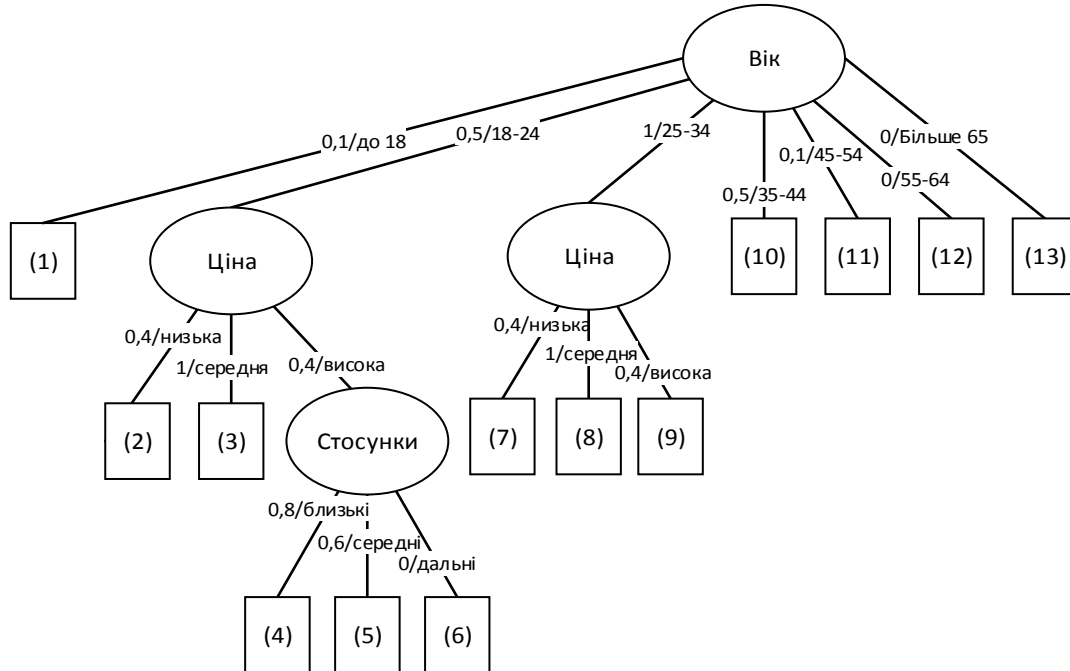 Вік
0,1/до 18
0,5/18-24
1/25-34
0,5/35-44
0,1/45-54
0/55-64
0/Більше 65
(1)
Ціна
Ціна
(10)
(11)
(12)
(13)
0,4/низька
1/середня
0,4/висока
0,4/низька
1/середня
0,4/висока
(2)
(3)
Стосунки
(7)
(8)
(9)
0,8/близькі
0,6/середні
0/дальні
(4)
(5)
(6)